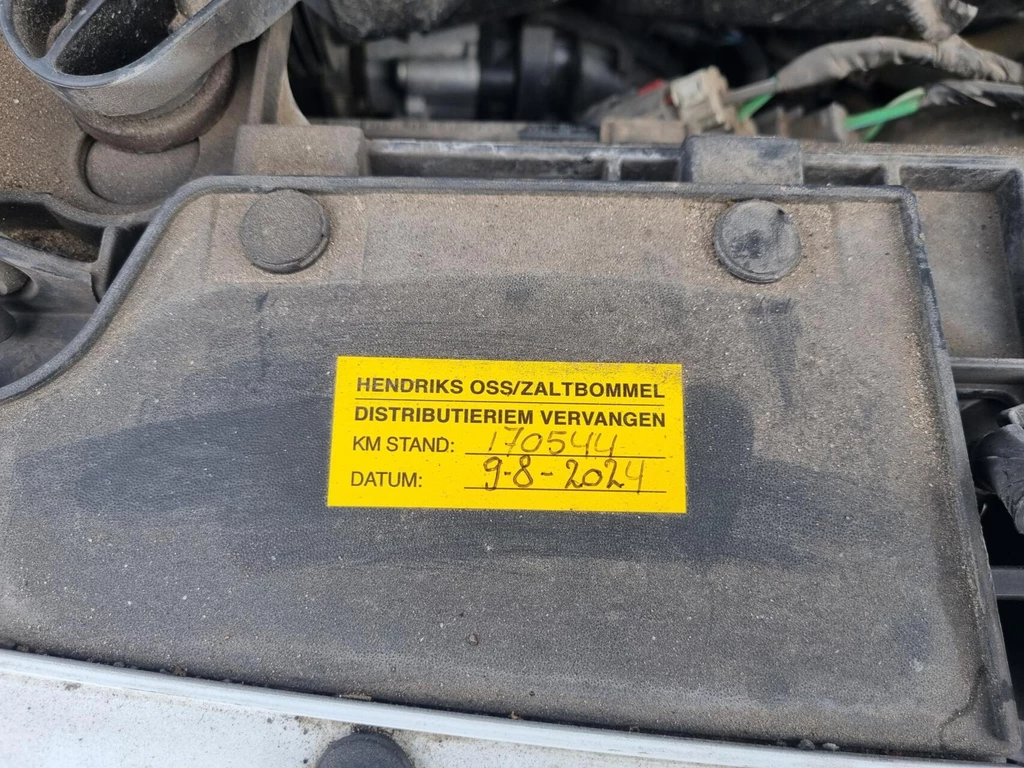 HENDRIKS OSS/ZALTBOMMEL
DISTRIBUTIERIEM VERVANGEN
KM STAND: 170544
DATUM: 9-8-2024